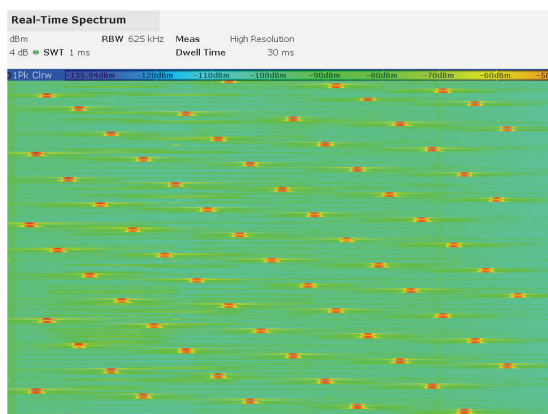 Real-Time Spectrum
dBm RBW 625 kHz Meas High Resolution
4 dB SWT 1 ms Dwell Time 30 ms
1Pk Clrw -135.94dBm -120dBm -110dBm -100dBm -90dBm -80dBm -70dBm -60dBm